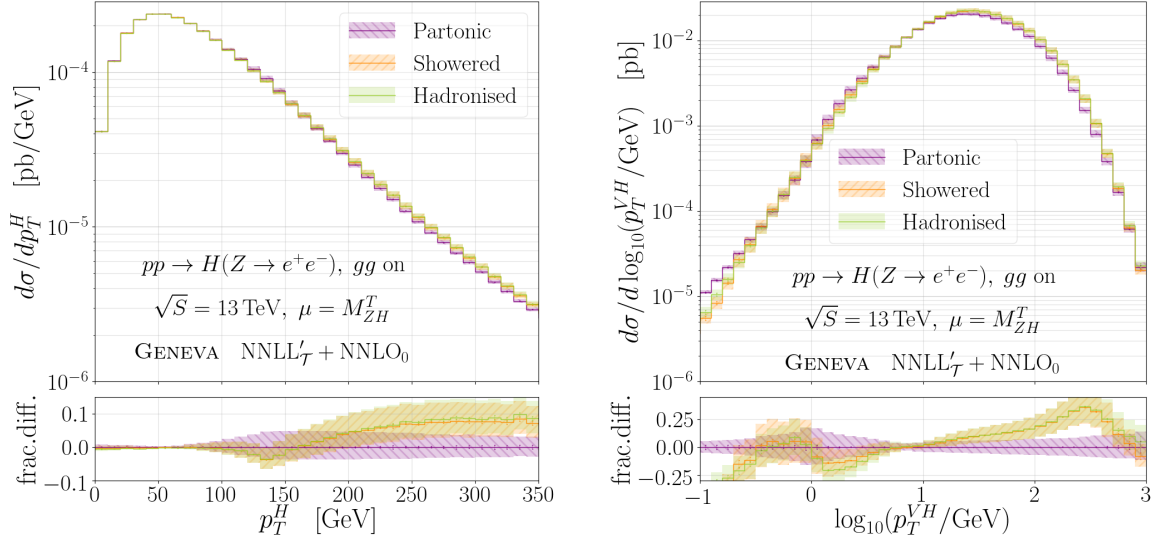 dσ/dp_T^H [pb/GeV]
10^{-4}
10^{-5}
10^{-6}
Partonic
Showered
Hadronised
pp → H(Z → e^+e^-), gg on
√S = 13 TeV, μ = M_{ZH}^T
GENEVA NNLL'_𝒯 + NNLO_0
frac.diff.
0.1
0.0
−0.1
0 50 100 150 200 250 300 350
p_T^H [GeV]
dσ/d log_{10}(p_T^{VH}/GeV) [pb]
10^{-2}
10^{-3}
10^{-4}
10^{-5}
10^{-6}
Partonic
Showered
Hadronised
pp → H(Z → e^+e^-), gg on
√S = 13 TeV, μ = M_{ZH}^T
GENEVA NNLL'_𝒯 + NNLO_0
frac.diff.
0.25
0.00
−0.25
−1 0 1 2 3
log_{10}(p_T^{VH}/GeV)